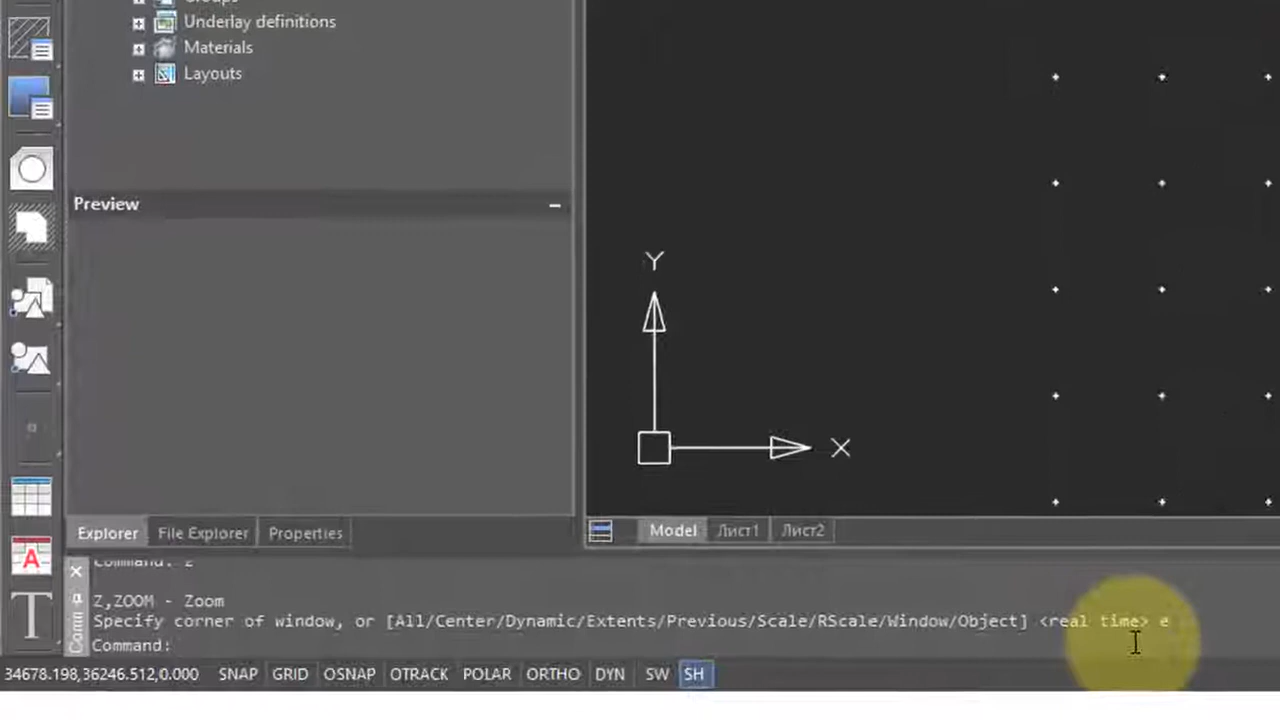 Underlay definitions
Materials
Layouts
Preview
Y
X
Explorer
File Explorer
Properties
Model
Лист1
Лист2
A
T
Z,ZOOM - Zoom
Specify corner of window, or [All/Center/Dynamic/Extents/Previous/Scale/RScale/Window/Object] <real time> e
Command:
34678.198,36246.512,0.000 SNAP GRID OSNAP OTRACK POLAR ORTHO DYN SW SH